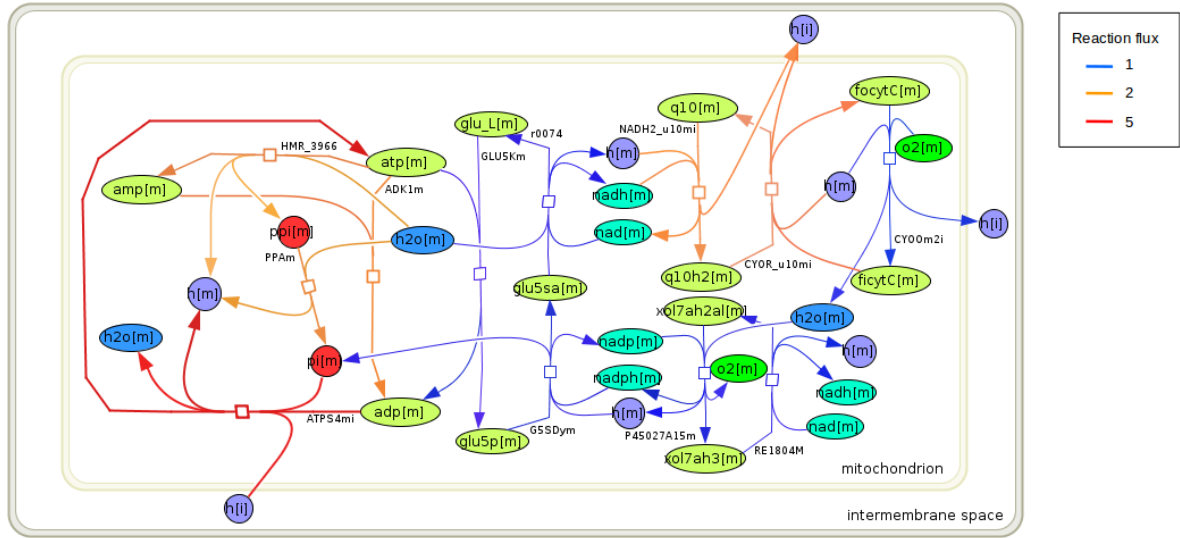 h[i]
Reaction flux
1
2
5
focytC[m]
q10[m]
glu_L[m]
r0074
NADH2_u10mi
o2[m]
HMR_3966
GLU5Km
h[m]
atp[m]
amp[m]
ADK1m
nadh[m]
h[m]
ppi[m]
nad[m]
h[i]
h2o[m]
CYOOm2i
PPAm
CYOR_u10mi
q10h2[m]
ficytC[m]
glu5sa[m]
h[m]
xol7ah2al[m]
h2o[m]
h2o[m]
nadp[m]
h[m]
pi[m]
o2[m]
nadph[m]
nadh[m]
adp[m]
h[m]
ATPS4mi
nad[m]
G5SDym
P45027A15m
glu5p[m]
RE1804M
xol7ah3[m]
mitochondrion
h[i]
intermembrane space